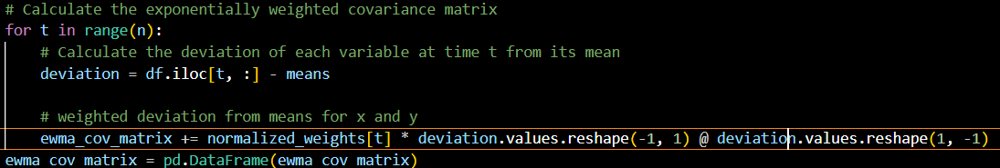 # Calculate the exponentially weighted covariance matrix
for t in range(n):
# Calculate the deviation of each variable at time t from its mean
deviation = df.iloc[t, :] - means
# weighted deviation from means for x and y
ewma_cov_matrix += normalized_weights[t] * deviation.values.reshape(-1, 1) @ deviation.values.reshape(1, -1)
ewma_cov_matrix = pd.DataFrame(ewma_cov_matrix)